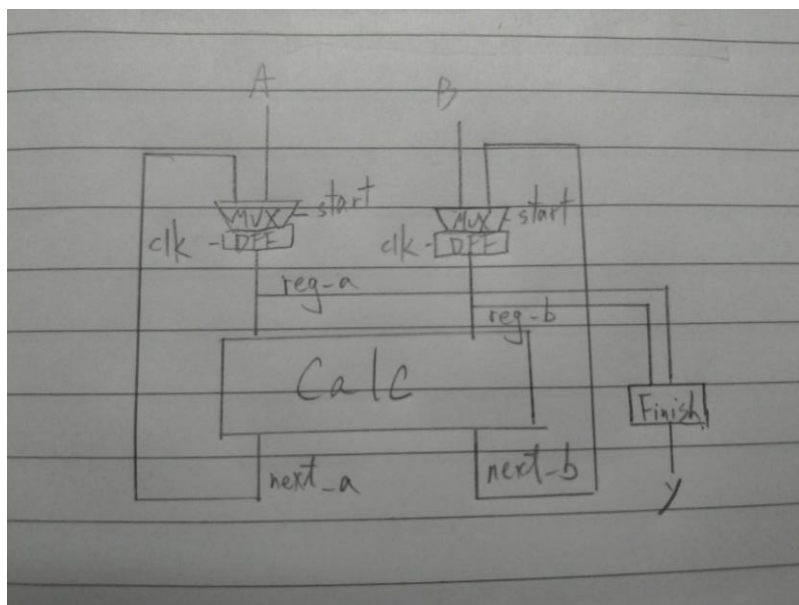 A B
MUX start MUX start
clk DFF clk DFF
reg_a
reg_b
Calc
Finish
next_a next_b
y